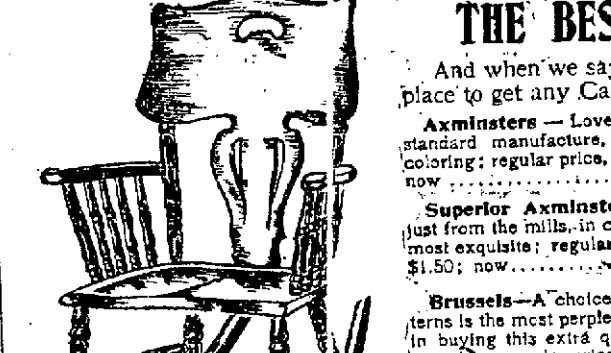 THE BES
And when we sa
place to get any Ca
Axminsters — Love
standard manufacture,
coloring; regular price,
now ..................
Superior Axminst
just from the mills, in c
most exquisite; regular
$1.50; now...........
Brussels—A choice
terns is the most perple
in buying this extra q